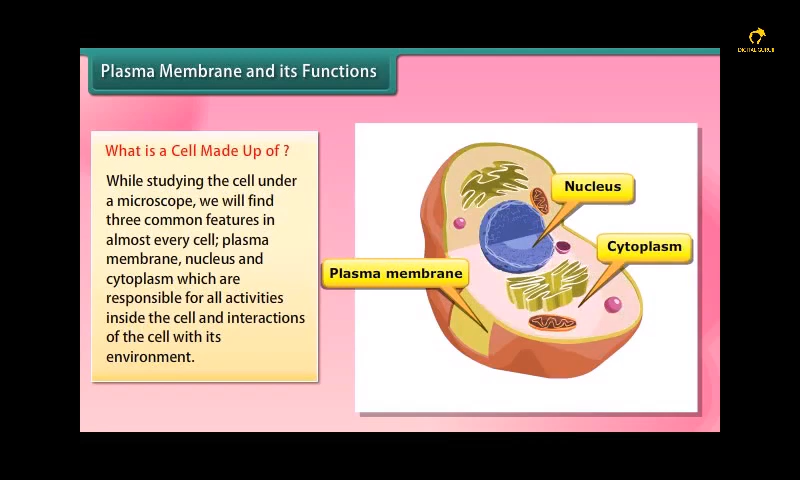 Plasma Membrane and its Functions
DIGITAL GURUJI
What is a Cell Made Up of ?
While studying the cell under
a microscope, we will find
three common features in
almost every cell; plasma
membrane, nucleus and
cytoplasm which are
responsible for all activities
inside the cell and interactions
of the cell with its
environment.
Nucleus
Cytoplasm
Plasma membrane